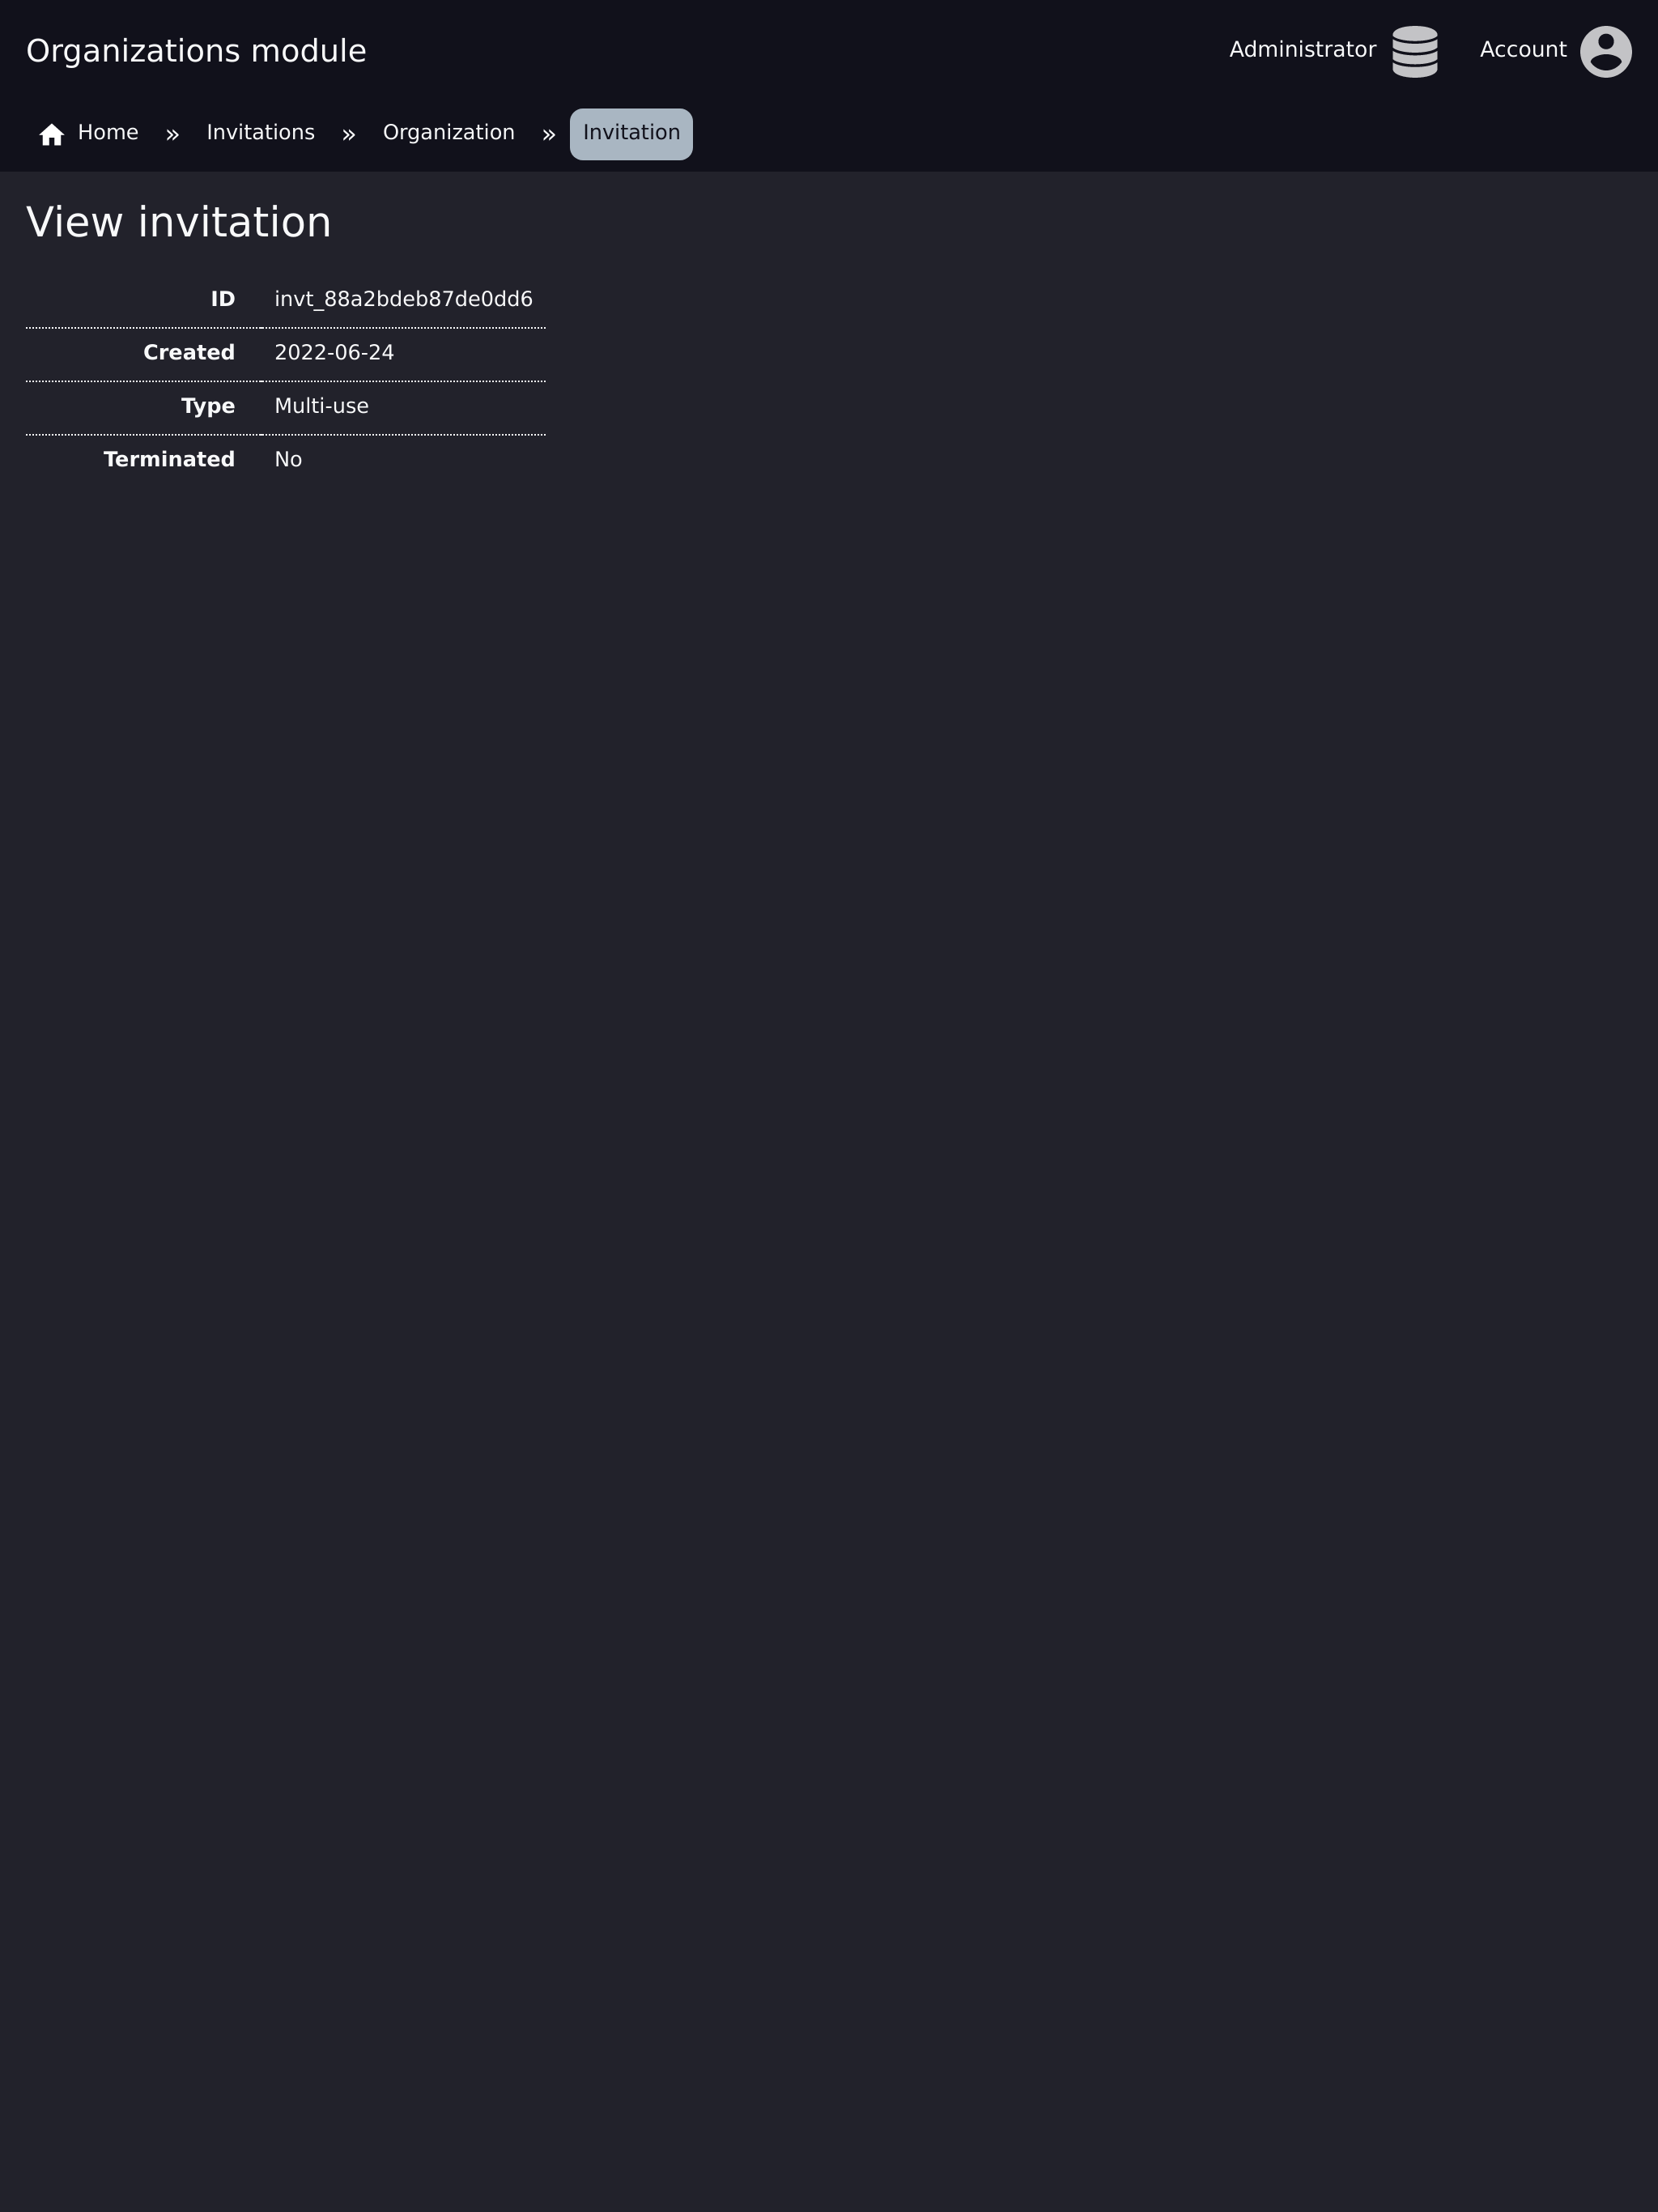 Organizations module
Administrator
Account
Home » Invitations » Organization » Invitation
View invitation
ID invt_88a2bdeb87de0dd6
Created 2022-06-24
Type Multi-use
Terminated No